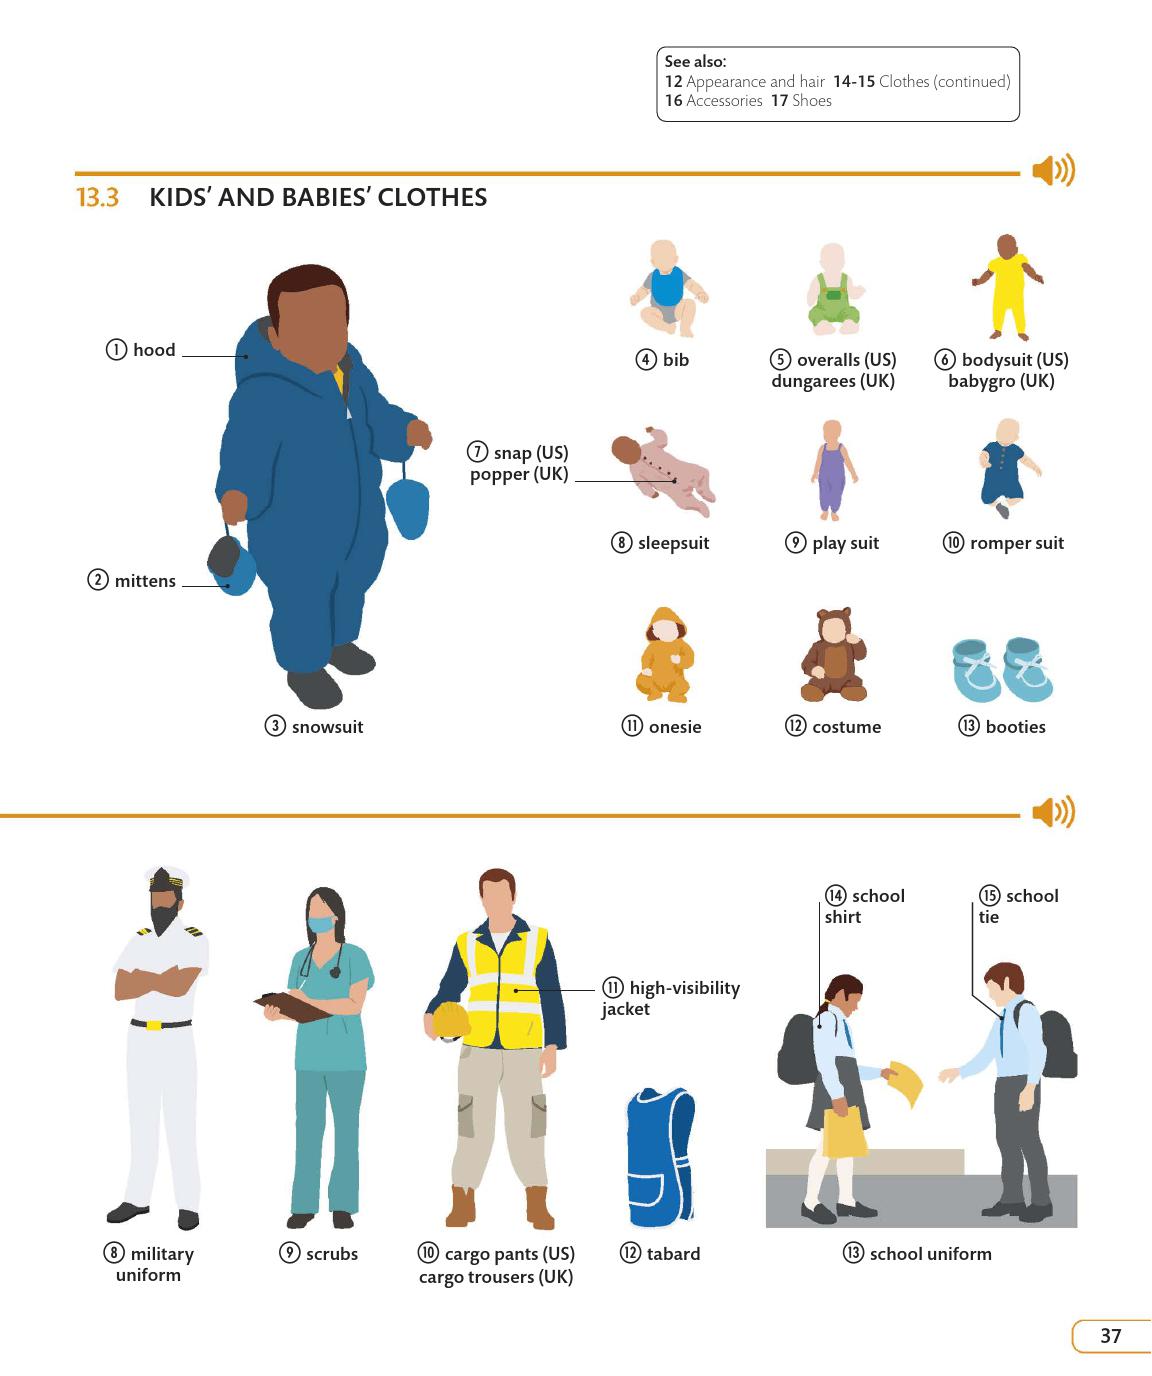 See also:
12 Appearance and hair 14-15 Clothes (continued)
16 Accessories 17 Shoes
13.3 KIDS’ AND BABIES’ CLOTHES
1 hood
2 mittens
3 snowsuit
4 bib
5 overalls (US)
dungarees (UK)
6 bodysuit (US)
babygro (UK)
7 snap (US)
popper (UK)
8 sleepsuit
9 play suit
10 romper suit
11 onesie
12 costume
13 booties
14 school
shirt
15 school
tie
11 high-visibility
jacket
8 military
uniform
9 scrubs
10 cargo pants (US)
cargo trousers (UK)
12 tabard
13 school uniform
37